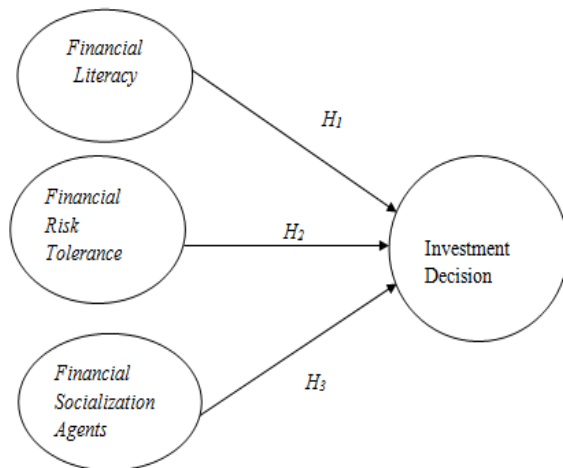 Financial
Literacy
H1
Financial
Risk
Tolerance
H2
Investment
Decision
Financial
Socialization
Agents
H3